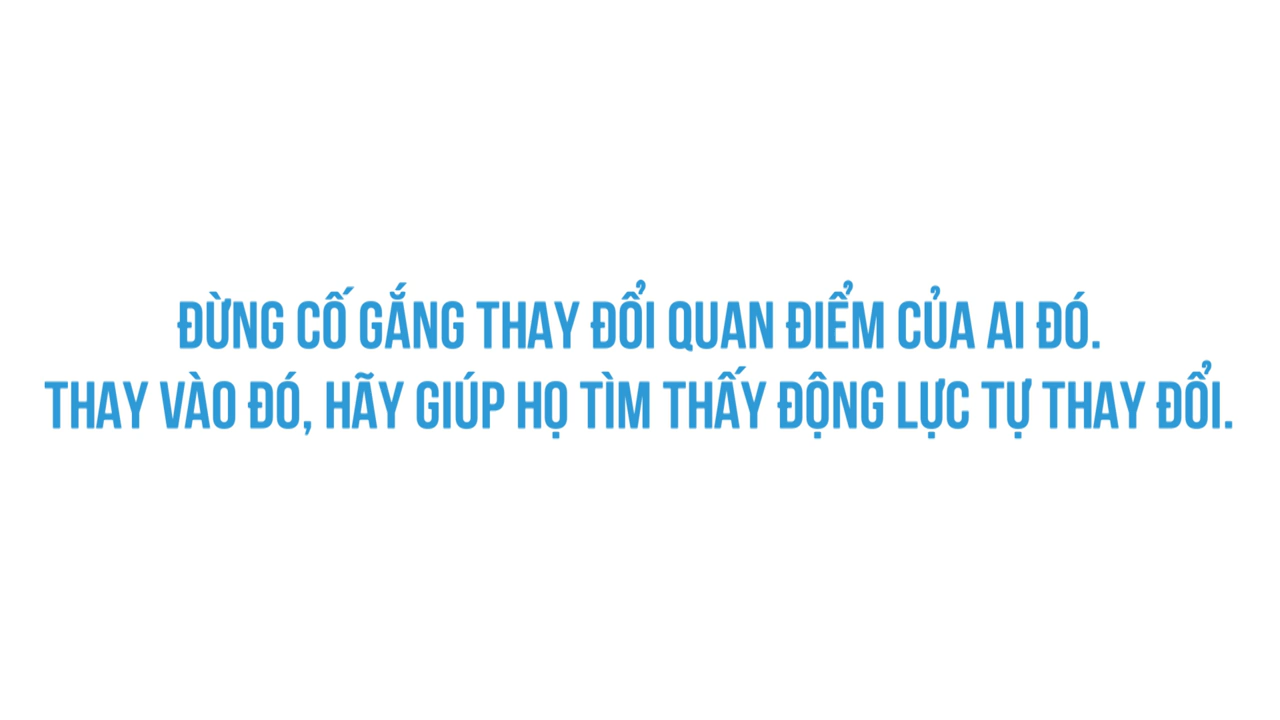 ĐỪNG CỐ GẮNG THAY ĐỔI QUAN ĐIỂM CỦA AI ĐÓ.
THAY VÀO ĐÓ, HÃY GIÚP HỌ TÌM THẤY ĐỘNG LỰC TỰ THAY ĐỔI.